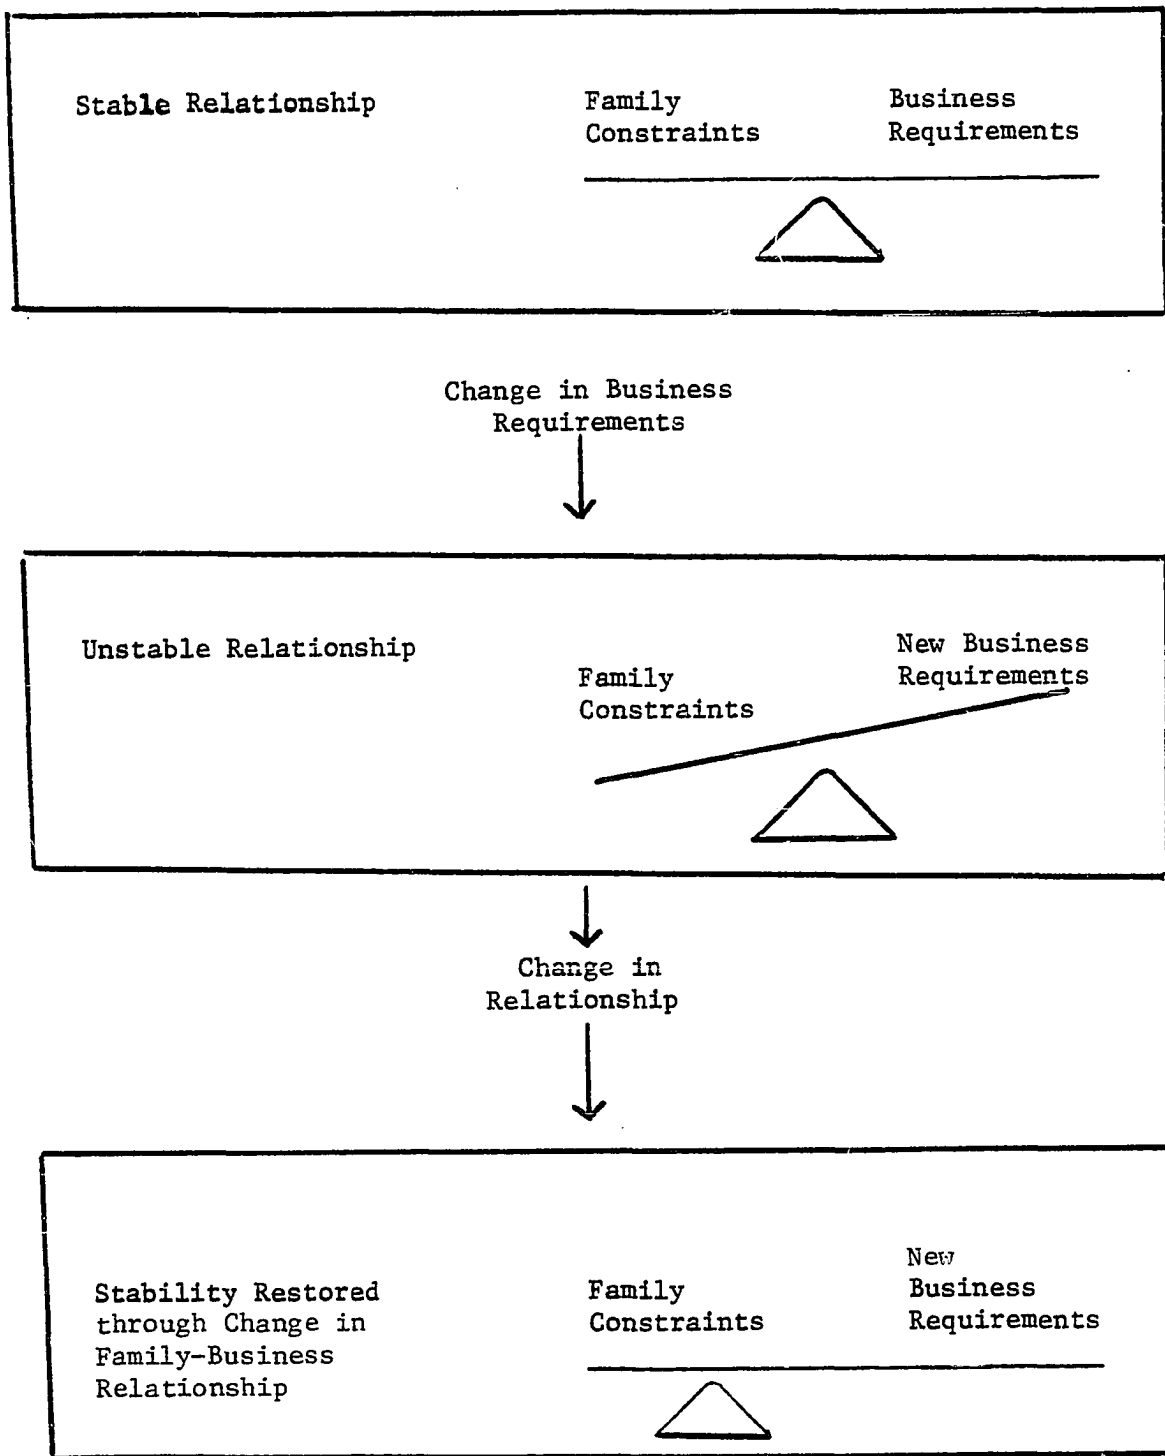 Stable Relationship
Family
Constraints
Business
Requirements
Change in Business
Requirements
Unstable Relationship
Family
Constraints
New Business
Requirements
Change in
Relationship
Stability Restored
through Change in
Family-Business
Relationship
Family
Constraints
New
Business
Requirements